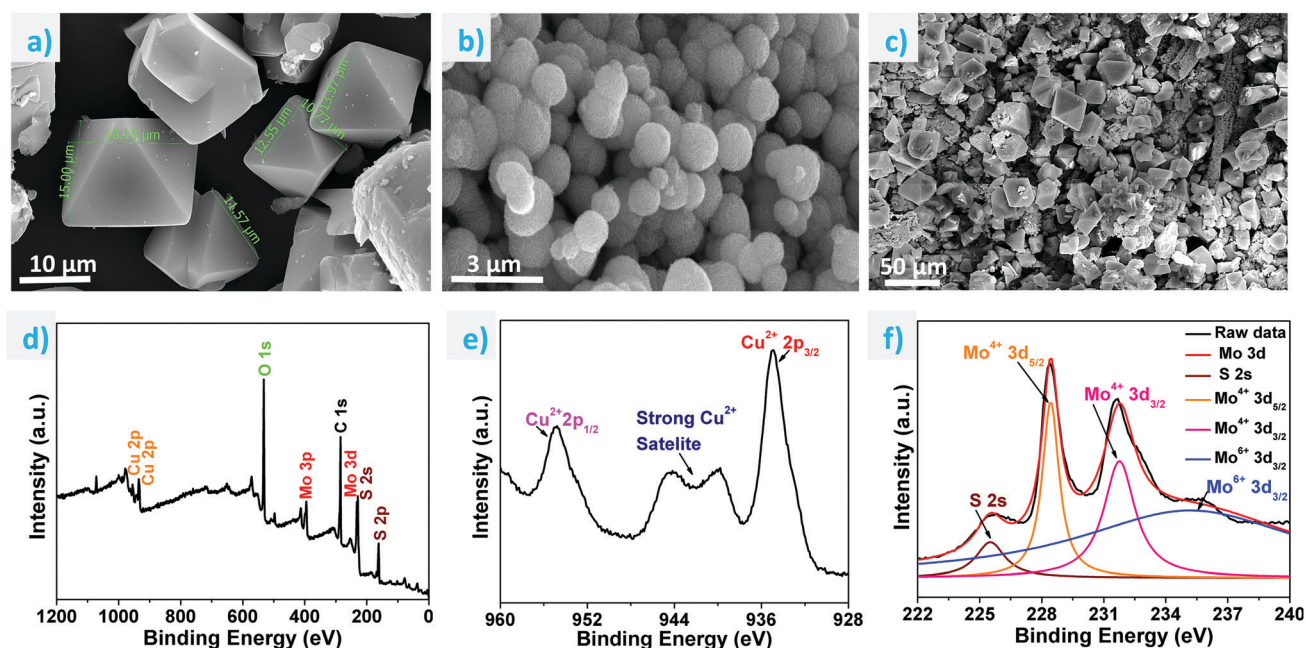 a)
16.15 µm
15.00 µm
12.55 µm
10.77 µm
13.97 µm
11.57 µm
10 µm
b)
3 µm
c)
50 µm
d)
Cu 2p
Cu 2p
O 1s
Mo 3p
C 1s
Mo 3d
S 2s
S 2p
Intensity (a.u.)
1200 1000 800 600 400 200 0
Binding Energy (eV)
e)
Cu²⁺ 2p₃/₂
Cu²⁺2p₁/₂
Strong Cu²⁺
Satelite
Intensity (a.u.)
960 952 944 936 928
Binding Energy (eV)
f)
Raw data
Mo 3d
S 2s
Mo⁴⁺ 3d₅/₂
Mo⁴⁺ 3d₃/₂
Mo⁶⁺ 3d₃/₂
Mo⁴⁺ 3d₅/₂
Mo⁴⁺ 3d₃/₂
Mo⁶⁺ 3d₃/₂
S 2s
Intensity (a.u.)
222 225 228 231 234 237 240
Binding Energy (eV)